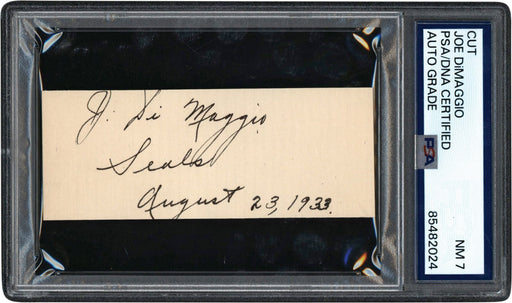 J. Di Maggio
Seals
August 23, 1933.
CUT
JOE DiMAGGIO
PSA/DNA CERTIFIED
AUTO GRADE
NM 7
PSA
85482024